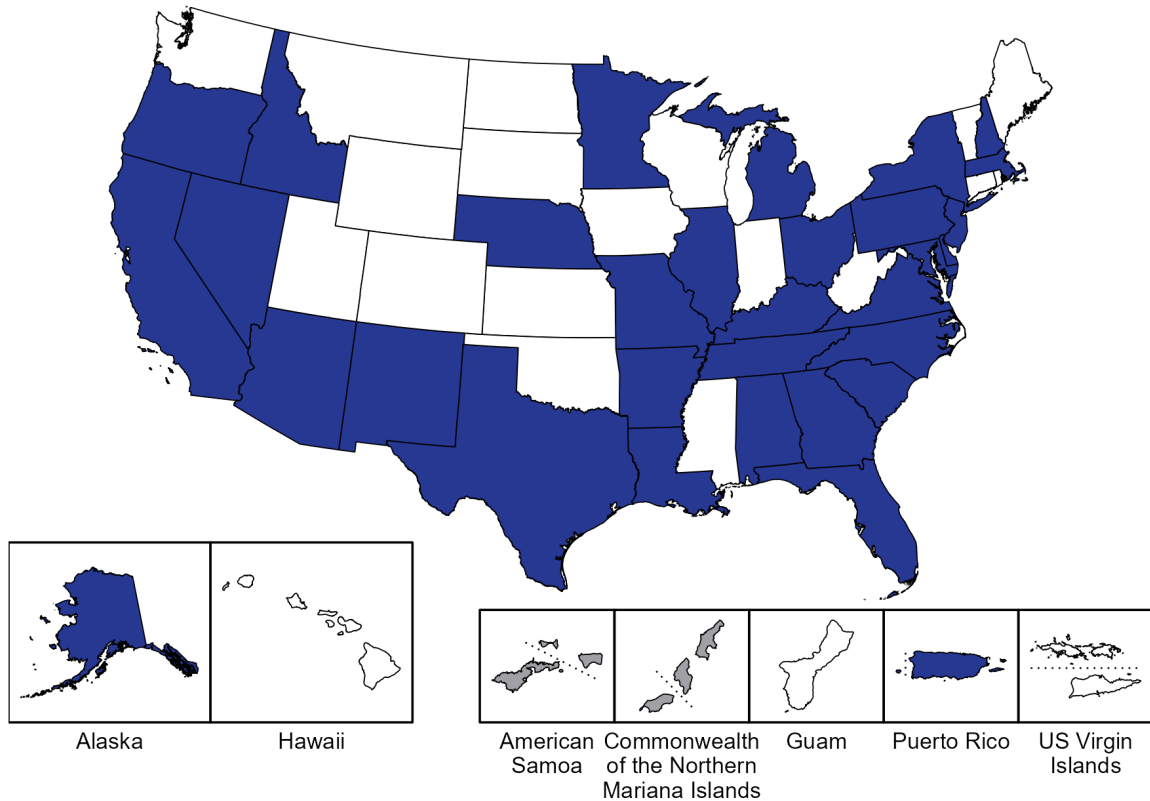 Alaska
Hawaii
American
Samoa
Commonwealth
of the Northern
Mariana Islands
Guam
Puerto Rico
US Virgin
Islands